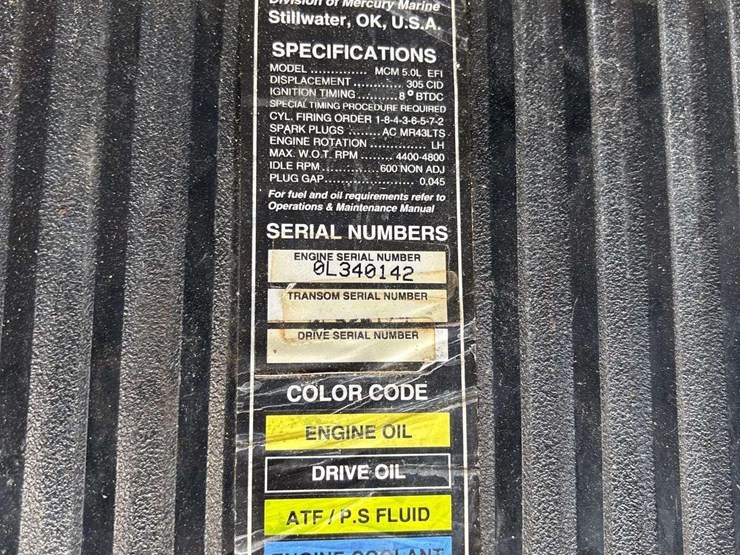 Division of Mercury Marine
Stillwater, OK, U.S.A.
SPECIFICATIONS
MODEL .............. MCM 5.0L EFI
DISPLACEMENT ............ 305 CID
IGNITION TIMING .......... 8° BTDC
SPECIAL TIMING PROCEDURE REQUIRED
CYL. FIRING ORDER 1-8-4-3-6-5-7-2
SPARK PLUGS ........ AC MR43LTS
ENGINE ROTATION .............. LH
MAX. W.O.T. RPM ........ 4400-4800
IDLE RPM ............. 600 NON ADJ
PLUG GAP...................... 0.045
For fuel and oil requirements refer to
Operations & Maintenance Manual
SERIAL NUMBERS
ENGINE SERIAL NUMBER
0L340142
TRANSOM SERIAL NUMBER
DRIVE SERIAL NUMBER
COLOR CODE
ENGINE OIL
DRIVE OIL
ATF / P.S FLUID
ENGINE COOLANT